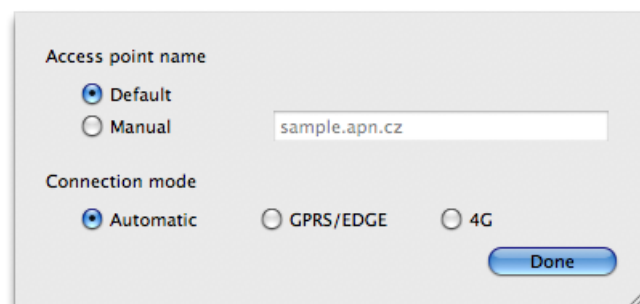 Access point name
Default
Manual sample.apn.cz
Connection mode
Automatic GPRS/EDGE 4G
Done